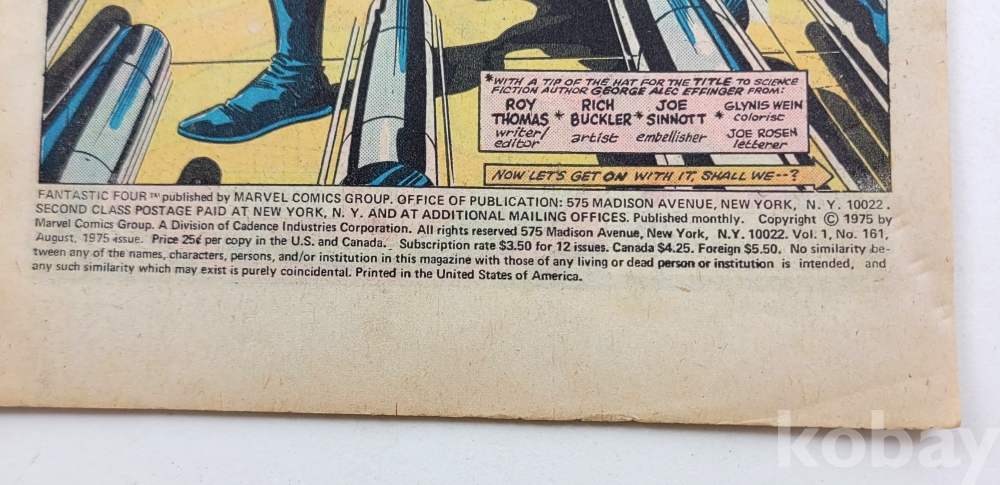 *WITH A TIP OF THE HAT FOR THE TITLE TO SCIENCE
FICTION AUTHOR GEORGE ALEC EFFINGER FROM:
ROY THOMAS * RICH BUCKLER * JOE SINNOTT * GLYNIS WEIN
colorist
writer/editor artist embellisher JOE ROSEN
letterer
NOW LET'S GET ON WITH IT, SHALL WE--?
FANTASTIC FOUR™ published by MARVEL COMICS GROUP. OFFICE OF PUBLICATION: 575 MADISON AVENUE, NEW YORK, N. Y. 10022.
SECOND CLASS POSTAGE PAID AT NEW YORK, N. Y. AND AT ADDITIONAL MAILING OFFICES. Published monthly. Copyright © 1975 by
Marvel Comics Group. A Division of Cadence Industries Corporation. All rights reserved 575 Madison Avenue, New York, N.Y. 10022. Vol. 1, No. 161,
August, 1975 issue. Price 25¢ per copy in the U.S. and Canada. Subscription rate $3.50 for 12 issues. Canada $4.25. Foreign $5.50. No similarity be-
tween any of the names, characters, persons, and/or institution in this magazine with those of any living or dead person or institution is intended, and
any such similarity which may exist is purely coincidental. Printed in the United States of America.
kobay